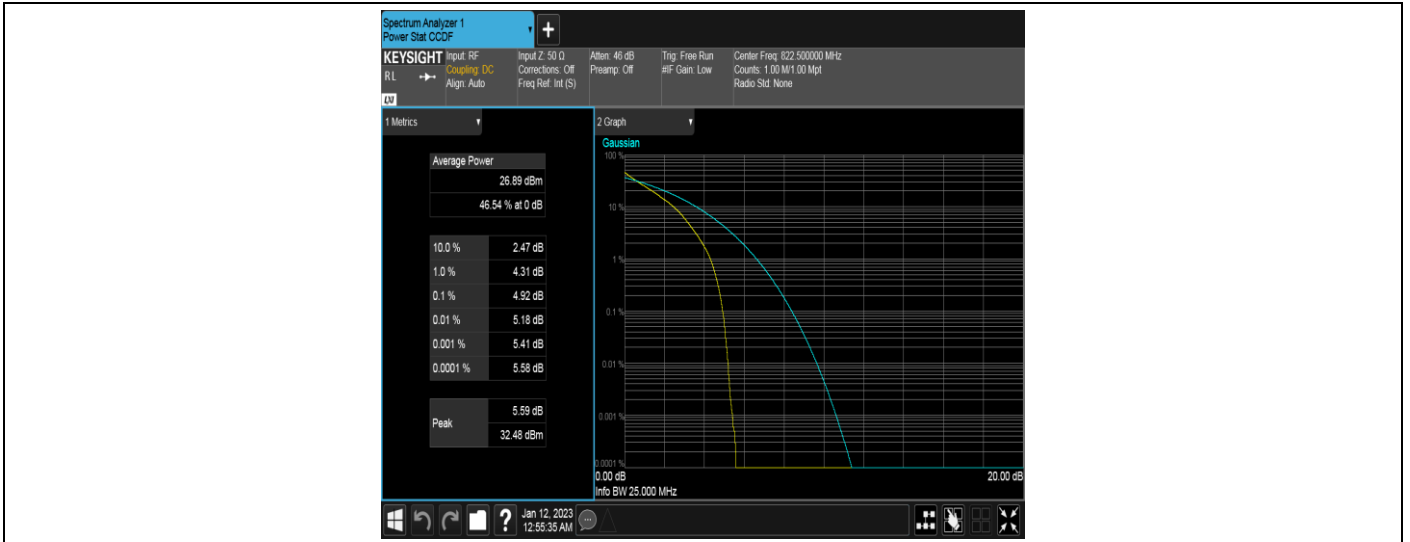 Spectrum Analyzer 1
Power Stat CCDF
+
KEYSIGHT
RL
LXI
Input: RF
Coupling: DC
Align: Auto
Input Z: 50 Ω
Corrections: Off
Freq Ref: Int (S)
Atten: 46 dB
Preamp: Off
Trig: Free Run
#IF Gain: Low
Center Freq: 822.500000 MHz
Counts: 1.00 M/1.00 Mpt
Radio Std: None
1 Metrics
Average Power
26.89 dBm
46.54 % at 0 dB
10.0 % 2.47 dB
1.0 % 4.31 dB
0.1 % 4.92 dB
0.01 % 5.18 dB
0.001 % 5.41 dB
0.0001 % 5.58 dB
Peak
5.59 dB
32.48 dBm
2 Graph
Gaussian
100 %
10 %
1 %
0.1 %
0.01 %
0.001 %
0.0001 %
0.00 dB 20.00 dB
Info BW 25.000 MHz
?
Jan 12, 2023
12:55:35 AM